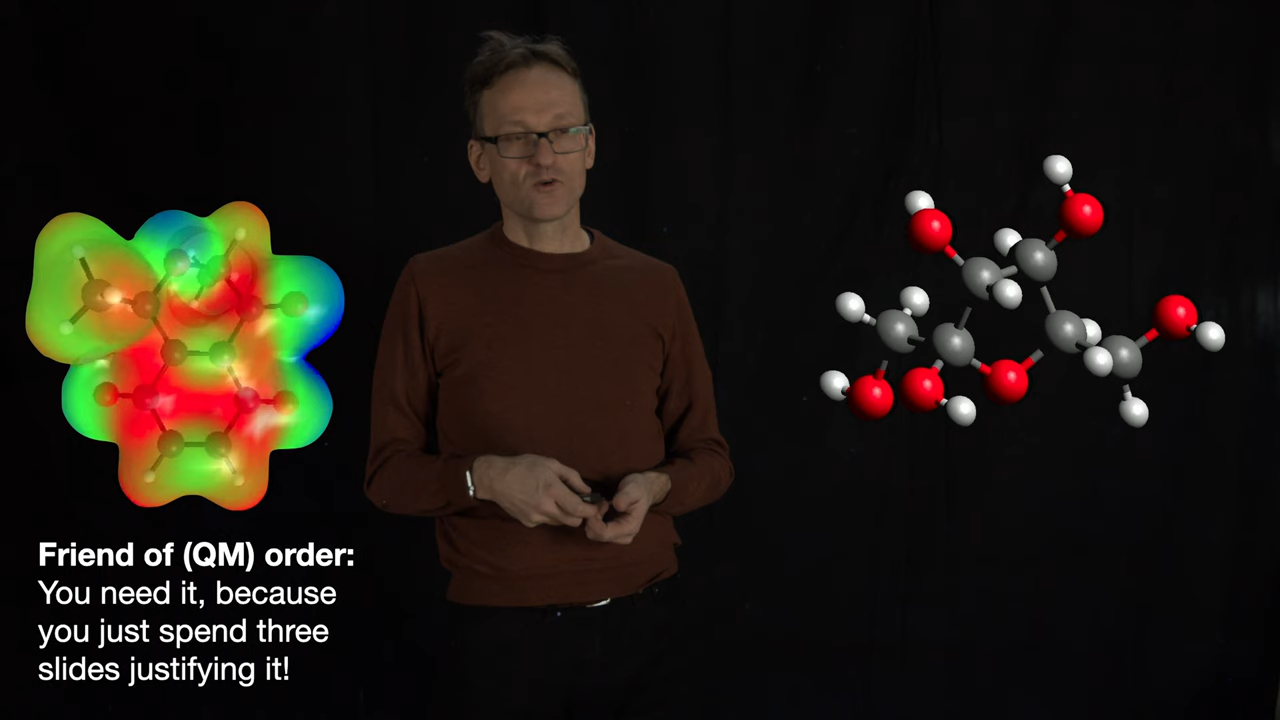 Friend of (QM) order:
You need it, because
you just spend three
slides justifying it!